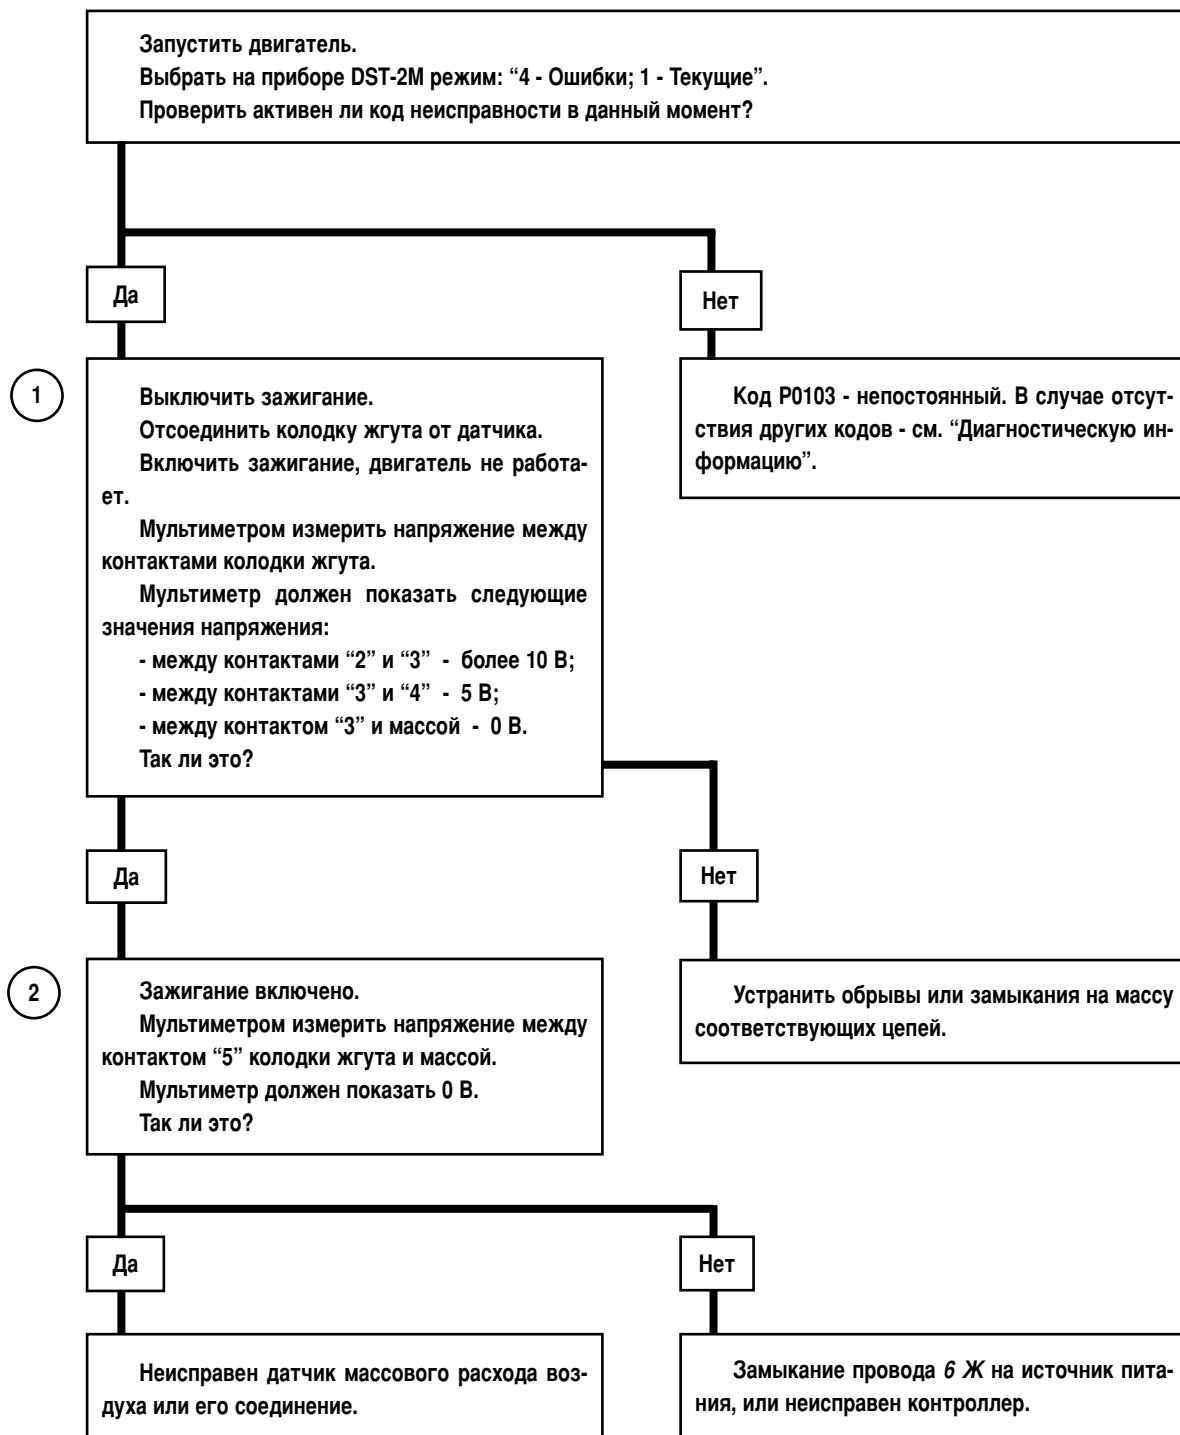 Запустить двигатель.
Выбрать на приборе DST-2М режим: “4 - Ошибки; 1 - Текущие”.
Проверить активен ли код неисправности в данный момент?
Да
Нет
1
Выключить зажигание.
Отсоединить колодку жгута от датчика.
Включить зажигание, двигатель не работа-
ет.
Мультиметром измерить напряжение между
контактами колодки жгута.
Мультиметр должен показать следующие
значения напряжения:
- между контактами “2” и “3” - более 10 В;
- между контактами “3” и “4” - 5 В;
- между контактом “3” и массой - 0 В.
Так ли это?
Код Р0103 - непостоянный. В случае отсут-
ствия других кодов - см. “Диагностическую ин-
формацию”.
Да
Нет
2
Зажигание включено.
Мультиметром измерить напряжение между
контактом “5” колодки жгута и массой.
Мультиметр должен показать 0 В.
Так ли это?
Устранить обрывы или замыкания на массу
соответствующих цепей.
Да
Нет
Неисправен датчик массового расхода воз-
духа или его соединение.
Замыкание провода 6 Ж на источник пита-
ния, или неисправен контроллер.